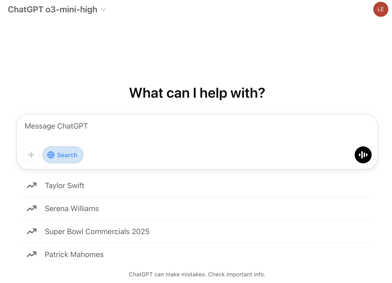 ChatGPT o3-mini-high
LE
What can I help with?
Message ChatGPT
Search
Taylor Swift
Serena Williams
Super Bowl Commercials 2025
Patrick Mahomes
ChatGPT can make mistakes. Check important info.